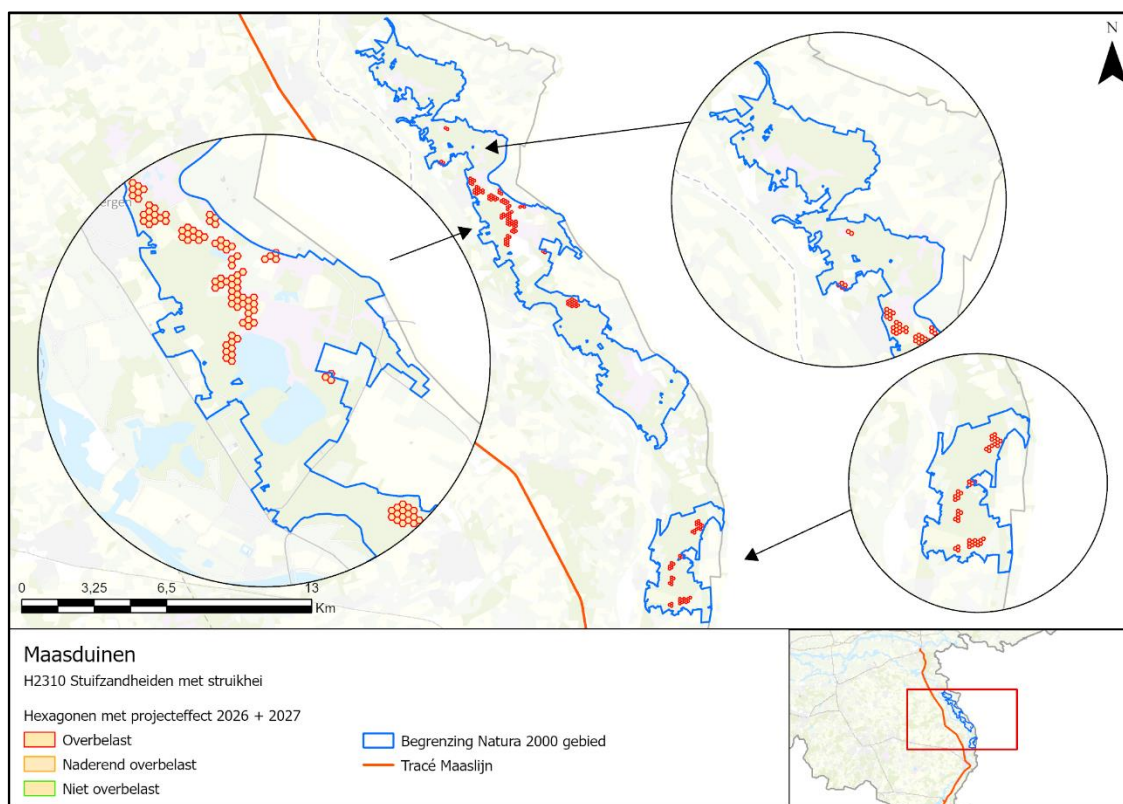 N
ergen
0 3,25 6,5 13
Km
Maasduinen
H2310 Stuifzandheiden met struikhei
Hexagonen met projecteffect 2026 + 2027
Overbelast
Naderend overbelast
Niet overbelast
Begrenzing Natura 2000 gebied
Tracé Maaslijn